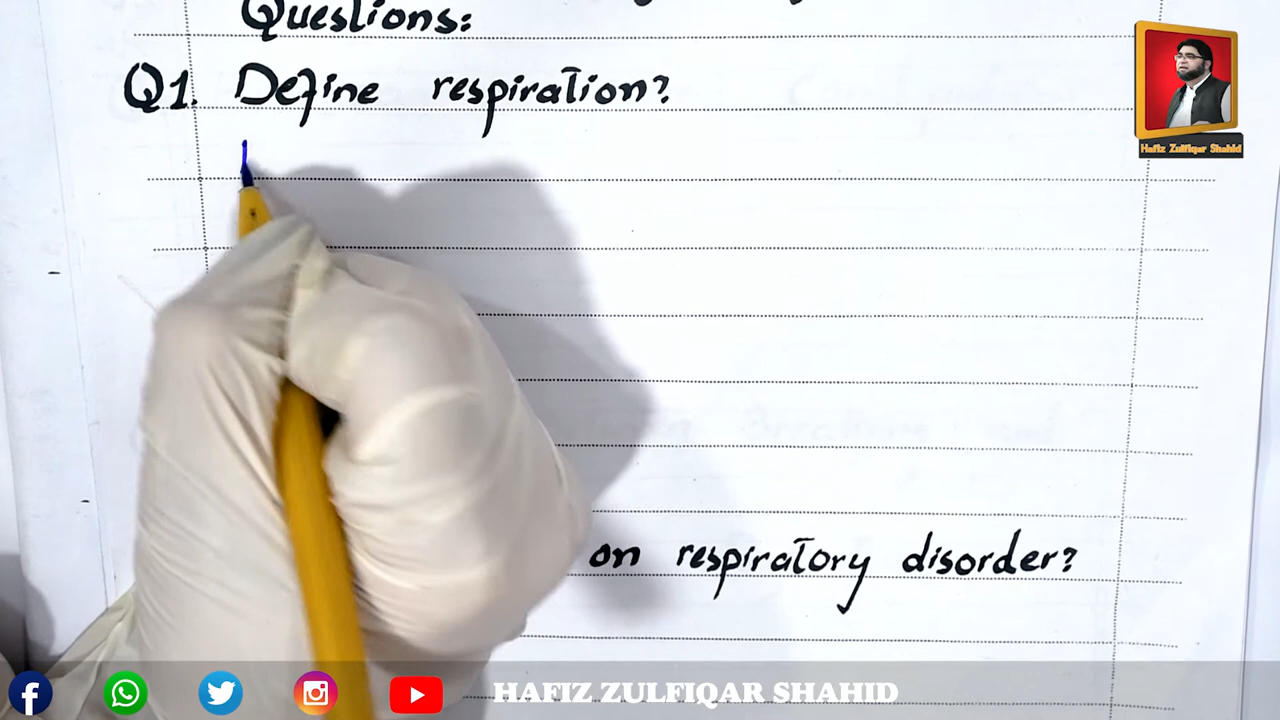 Questions:
Q1. Define respiration?
Hafiz Zulfiqar Shahid
on respiratory disorder?
HAFIZ ZULFIQAR SHAHID